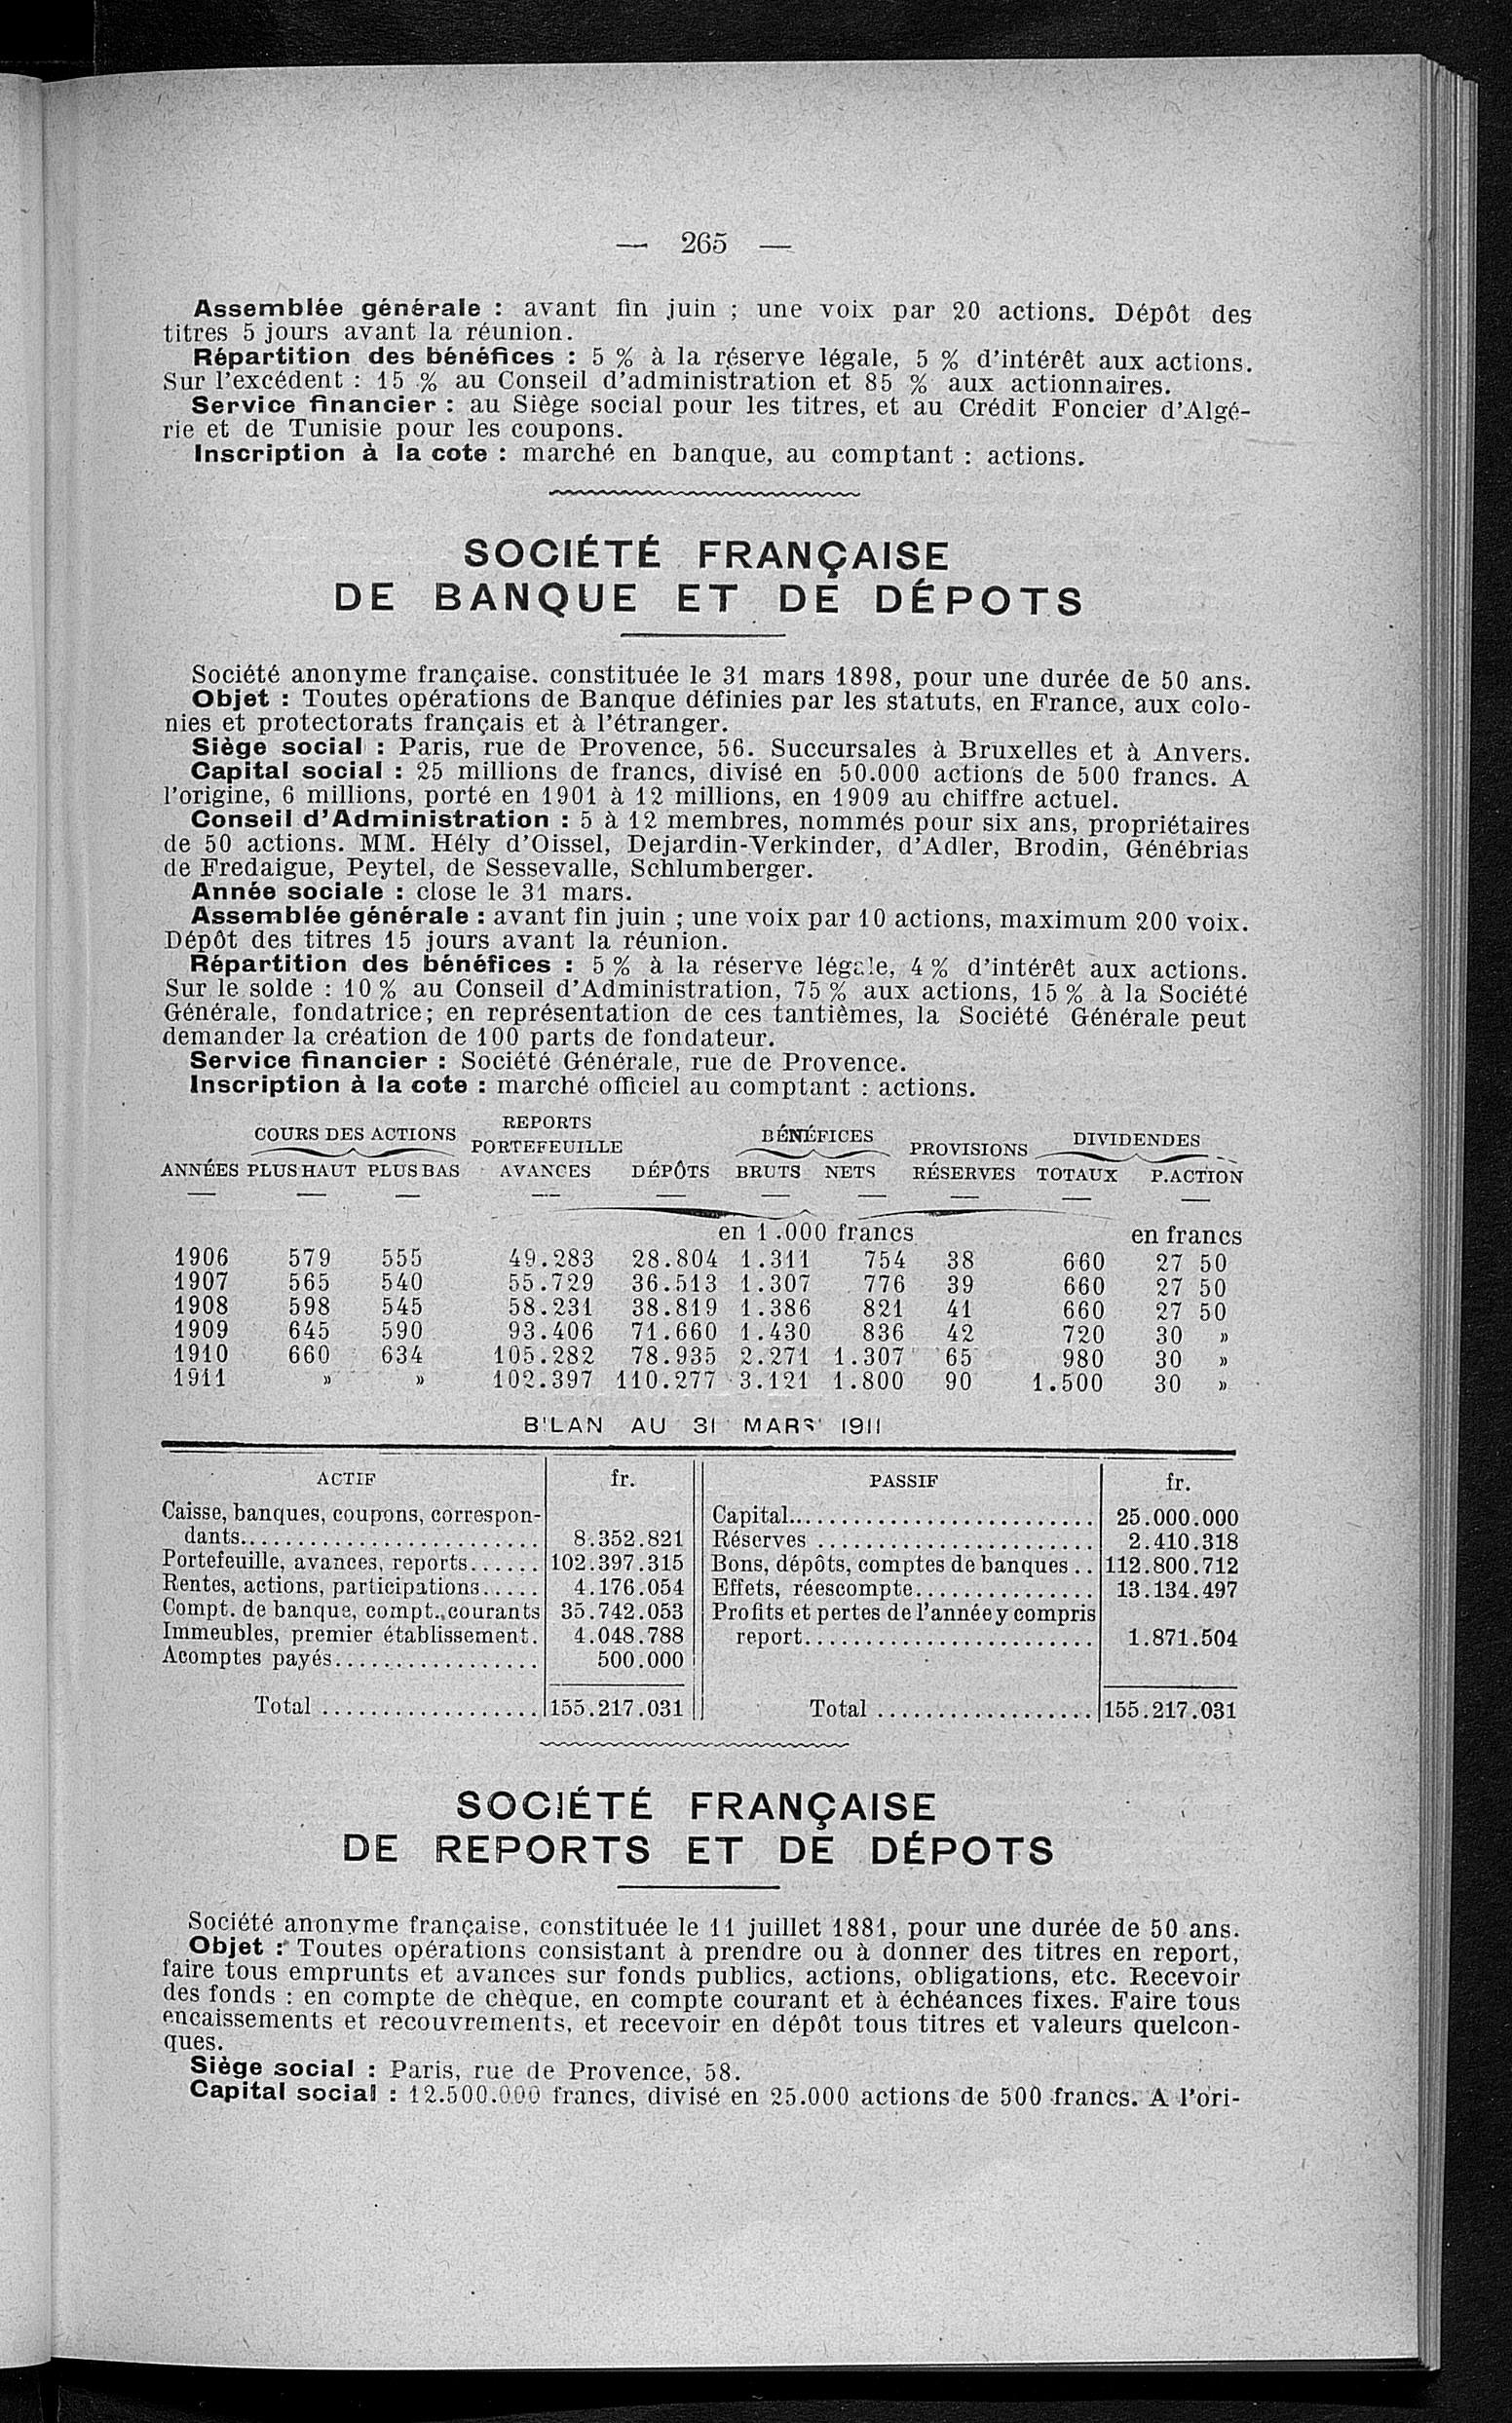 — 265 —
Assemblée générale : avant fin juin ; une voix par 20 actions. Dépôt des
titres 5 jours avant la réunion.
Répartition des bénéfices : 5 % à la réserve légale, 5 % d'intérêt aux actions.
Sur l'excédent : 15 % au Conseil d'administration et 85 % aux actionnaires.
Service financier : au Siège social pour les titres, et au Crédit Foncier d'Algé-
rie et de Tunisie pour les coupons.
Inscription à la cote : marché en banque, au comptant : actions.
SOCIÉTÉ FRANÇAISE
DE BANQUE ET DE DÉPOTS
Société anonyme française. constituée le 31 mars 1898, pour une durée de 50 ans.
Objet : Toutes opérations de Banque définies par les statuts, en France, aux colo-
nies et protectorats français et à l'étranger.
Siège social : Paris, rue de Provence, 56. Succursales à Bruxelles et à Anvers.
Capital social : 25 millions de francs, divisé en 50.000 actions de 500 francs. A
l'origine, 6 millions, porté en 1901 à 12 millions, en 1909 au chiffre actuel.
Conseil d'Administration : 5 à 12 membres, nommés pour six ans, propriétaires
de 50 actions. MM. Hély d'Oissel, Dejardin-Verkinder, d'Adler, Brodin, Génébrias
de Fredaigue, Peytel, de Sessevalle, Schlumberger.
Année sociale : close le 31 mars.
Assemblée générale : avant fin juin ; une voix par 10 actions, maximum 200 voix.
Dépôt des titres 15 jours avant la réunion.
Répartition des bénéfices : 5 % à la réserve légale, 4 % d'intérêt aux actions.
Sur le solde : 10 % au Conseil d'Administration, 75 % aux actions, 15 % à la Société
Générale, fondatrice; en représentation de ces tantièmes, la Société Générale peut
demander la création de 100 parts de fondateur.
Service financier : Société Générale, rue de Provence.
Inscription à la cote : marché officiel au comptant : actions.
COURS DES ACTIONS REPORTS PORTEFEUILLE BÉNÉFICES PROVISIONS DIVIDENDES
ANNÉES PLUS HAUT PLUS BAS AVANCES DÉPÔTS BRUTS NETS RÉSERVES TOTAUX P.ACTION
en 1.000 francs en francs
1906 579 555 49.283 28.804 1.311 754 38 660 27 50
1907 565 540 55.729 36.513 1.307 776 39 660 27 50
1908 598 545 58.231 38.819 1.386 821 41 660 27 50
1909 645 590 93.406 71.660 1.430 836 42 720 30 »
1910 660 634 105.282 78.935 2.271 1.307 65 980 30 »
1911 » » 102.397 110.277 3.121 1.800 90 1.500 30 »
BILAN AU 31 MARS 1911
ACTIF fr. PASSIF fr.
Caisse, banques, coupons, correspon- Capital........................... 25.000.000
dants........................ 8.352.821 Réserves ....................... 2.410.318
Portefeuille, avances, reports...... 102.397.315 Bons, dépôts, comptes de banques .. 112.800.712
Rentes, actions, participations..... 4.176.054 Effets, réescompte............... 13.134.497
Compt. de banque, compt., courants 35.742.053 Profits et pertes de l'année y compris
Immeubles, premier établissement. 4.048.788 report........................ 1.871.504
Acomptes payés................. 500.000
Total .................. 155.217.031 Total .................. 155.217.031
SOCIÉTÉ FRANÇAISE
DE REPORTS ET DE DÉPOTS
Société anonyme française, constituée le 11 juillet 1881, pour une durée de 50 ans.
Objet : Toutes opérations consistant à prendre ou à donner des titres en report,
faire tous emprunts et avances sur fonds publics, actions, obligations, etc. Recevoir
des fonds : en compte de chèque, en compte courant et à échéances fixes. Faire tous
encaissements et recouvrements, et recevoir en dépôt tous titres et valeurs quelcon-
ques.
Siège social : Paris, rue de Provence, 58.
Capital social : 12.500.000 francs, divisé en 25.000 actions de 500 francs. A l'ori-